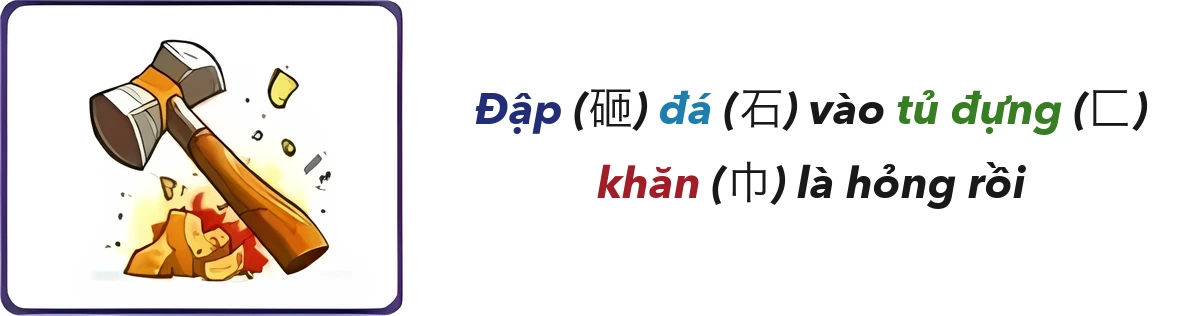 Đập (砸) đá (石) vào tủ đựng (匚)
khăn (巾) là hỏng rồi